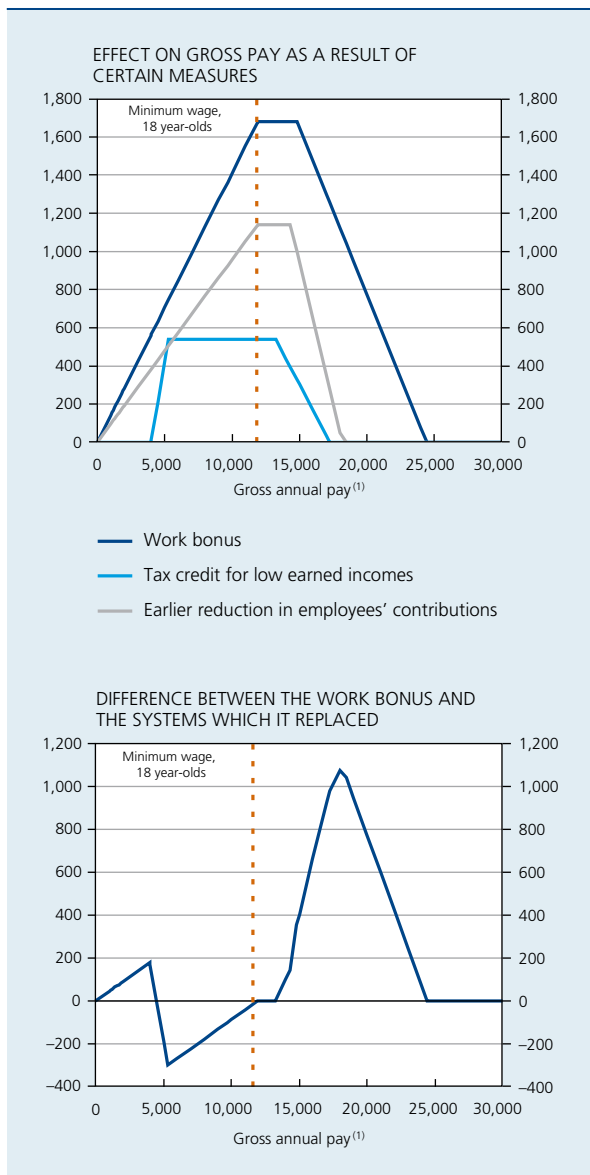 EFFECT ON GROSS PAY AS A RESULT OF
CERTAIN MEASURES
Minimum wage,
18 year-olds
1,800 1,800
1,600 1,600
1,400 1,400
1,200 1,200
1,000 1,000
800 800
600 600
400 400
200 200
0 0
0 5,000 10,000 15,000 20,000 25,000 30,000
Gross annual pay (1)
Work bonus
Tax credit for low earned incomes
Earlier reduction in employees’ contributions
DIFFERENCE BETWEEN THE WORK BONUS AND
THE SYSTEMS WHICH IT REPLACED
Minimum wage,
18 year-olds
1,200 1,200
1,000 1,000
800 800
600 600
400 400
200 200
0 0
–200 –200
–400 –400
0 5,000 10,000 15,000 20,000 25,000 30,000
Gross annual pay (1)